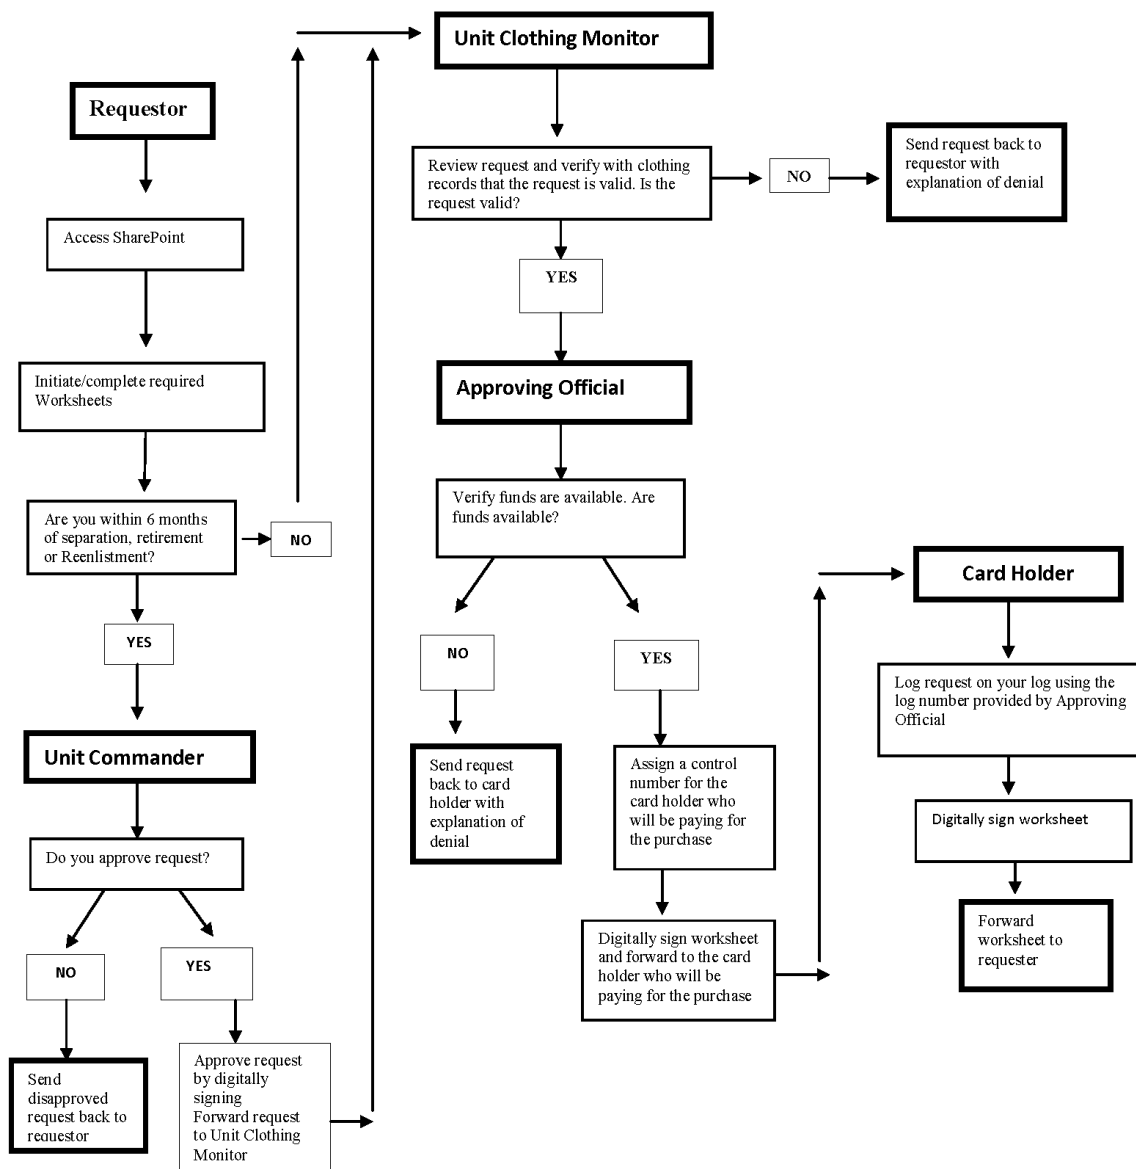 Requestor
Access SharePoint
Initiate/complete required
Worksheets
Are you within 6 months
of separation, retirement
or Reenlistment?
NO
YES
Unit Commander
Do you approve request?
NO
YES
Send
disapproved
request back to
requestor
Approve request
by digitally
signing
Forward request
to Unit Clothing
Monitor
Unit Clothing Monitor
Review request and verify with clothing
records that the request is valid. Is the
request valid?
NO
Send request back to
requestor with
explanation of denial
YES
Approving Official
Verify funds are available. Are
funds available?
NO
YES
Send request
back to card
holder with
explanation of
denial
Assign a control
number for the
card holder who
will be paying for
the purchase
Digitally sign worksheet
and forward to the card
holder who will be
paying for the purchase
Card Holder
Log request on your log using the
log number provided by Approving
Official
Digitally sign worksheet
Forward
worksheet to
requester